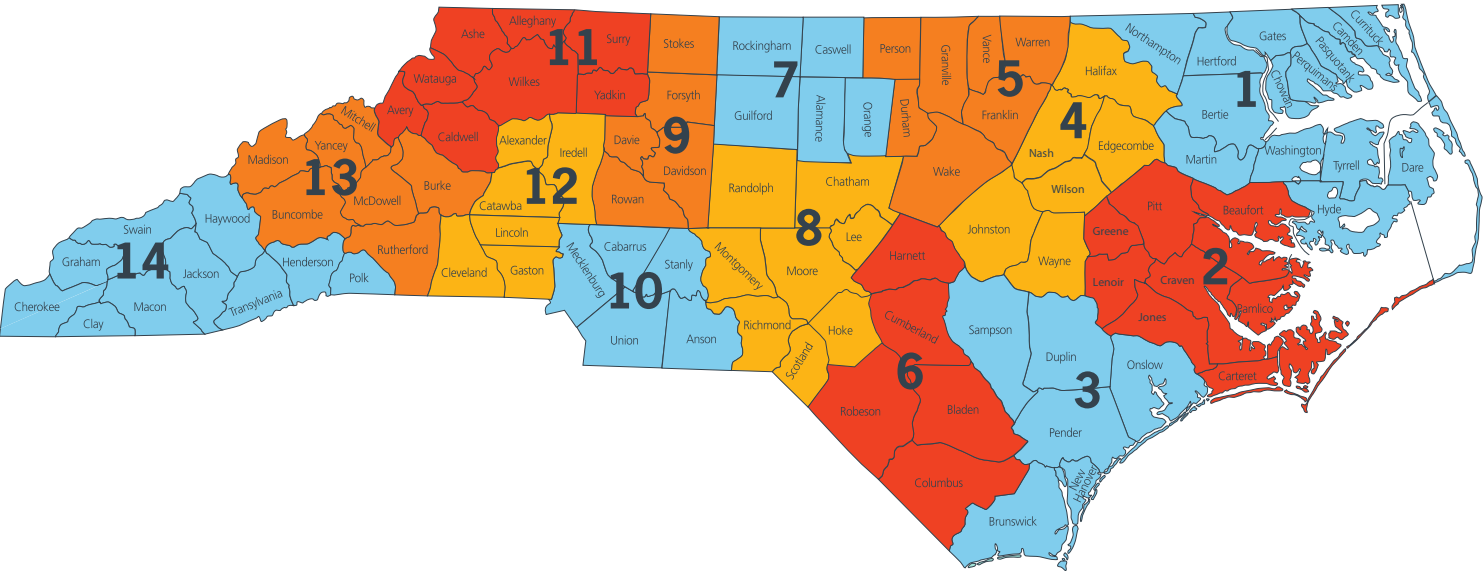 Ashe
Alleghany
Surry
11
Watauga
Wilkes
Yadkin
Avery
Caldwell
Stokes
Forsyth
Davie
9
Davidson
Rowan
Rockingham
Caswell
7
Guilford
Alamance
Orange
Person
Granville
Vance
Warren
5
Franklin
Durham
Wake
Halifax
4
Nash
Edgecombe
Wilson
Johnston
Wayne
Northampton
Gates
Hertford
Currituck
Camden
Pasquotank
Perquimans
Chowan
1
Bertie
Martin
Washington
Tyrrell
Dare
Hyde
Mitchell
Madison
Yancey
13
Buncombe
McDowell
Burke
Rutherford
Alexander
Iredell
12
Catawba
Lincoln
Cleveland
Gaston
Swain
Haywood
Graham
14
Jackson
Cherokee
Macon
Clay
Henderson
Transylvania
Polk
Mecklenburg
Cabarrus
Stanly
10
Union
Anson
Randolph
Chatham
8
Lee
Montgomery
Moore
Richmond
Hoke
Scotland
Harnett
Cumberland
6
Robeson
Bladen
Columbus
Sampson
Duplin
3
Onslow
Pender
New
Hanover
Brunswick
Pitt
Beaufort
Greene
2
Lenoir
Craven
Pamlico
Jones
Carteret